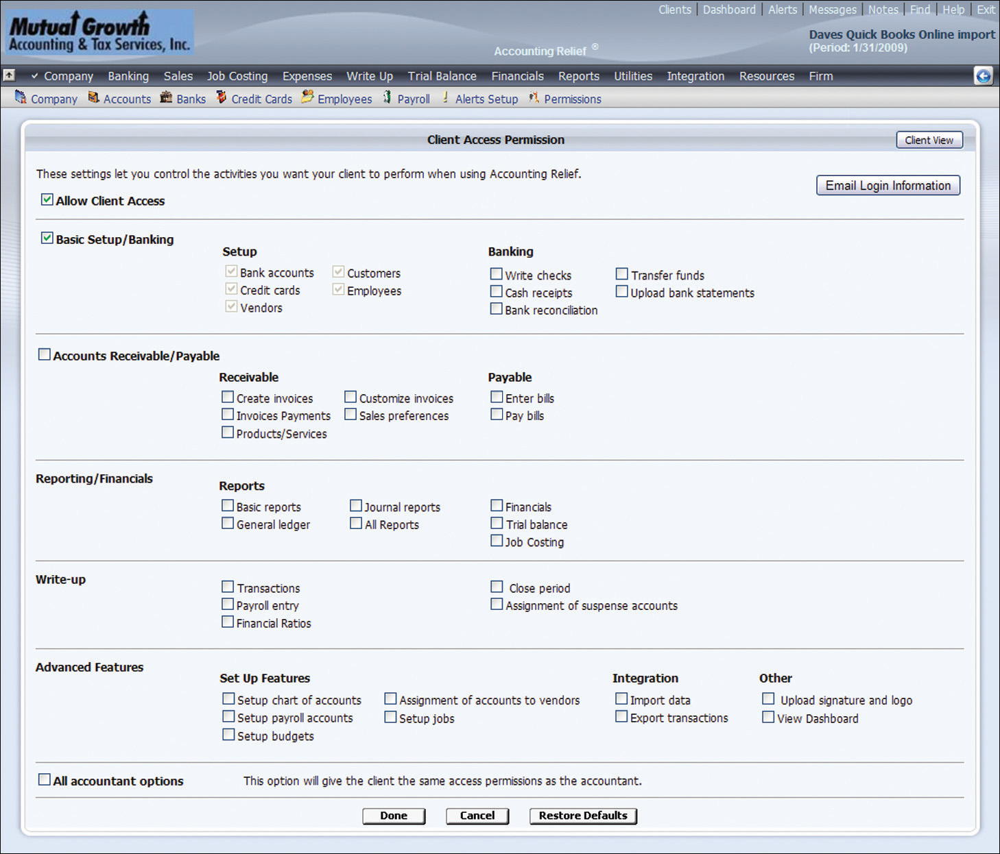 Mutual Growth
Accounting & Tax Services, Inc.
Clients | Dashboard | Alerts | Messages | Notes | Find | Help | Exit
Accounting Relief ®
Daves Quick Books Online import
(Period: 1/31/2009)
Company Banking Sales Job Costing Expenses Write Up Trial Balance Financials Reports Utilities Integration Resources Firm
Company Accounts Banks Credit Cards Employees Payroll Alerts Setup Permissions
Client Access Permission
Client View
These settings let you control the activities you want your client to perform when using Accounting Relief.
Email Login Information
Allow Client Access
Basic Setup/Banking
Setup Banking
Bank accounts Customers Write checks Transfer funds
Credit cards Employees Cash receipts Upload bank statements
Vendors Bank reconciliation
Accounts Receivable/Payable
Receivable Payable
Create invoices Customize invoices Enter bills
Invoices Payments Sales preferences Pay bills
Products/Services
Reporting/Financials
Reports
Basic reports Journal reports Financials
General ledger All Reports Trial balance
Job Costing
Write-up
Transactions Close period
Payroll entry Assignment of suspense accounts
Financial Ratios
Advanced Features
Set Up Features Integration Other
Setup chart of accounts Assignment of accounts to vendors Import data Upload signature and logo
Setup payroll accounts Setup jobs Export transactions View Dashboard
Setup budgets
All accountant options This option will give the client the same access permissions as the accountant.
Done Cancel Restore Defaults